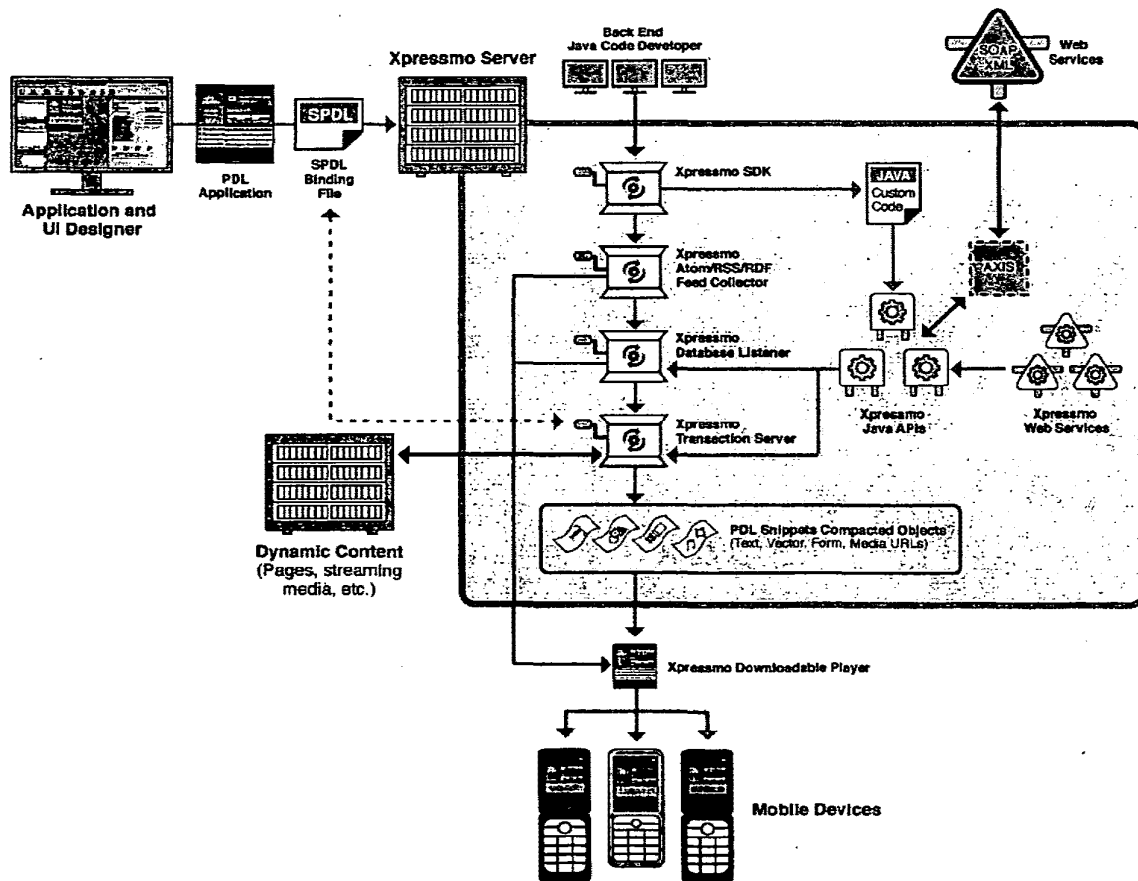 Back End
Java Code Developer
Xpressmo Server
SOAP
XML
Web
Services
SPDL
PDL
Application
SPDL
Binding
File
Application and
UI Designer
Xpressmo SDK
JAVA
Custom
Code
Xpressmo
Atom/RSS/RDF
Feed Collector
AXIS
Xpressmo
Database Listener
Xpressmo
Java APIs
Xpressmo
Web Services
Xpressmo
Transaction Server
Dynamic Content
(Pages, streaming
media, etc.)
PDL Snippets Compacted Objects
(Text, Vector, Form, Media URLs)
Xpressmo Downloadable Player
Mobile Devices